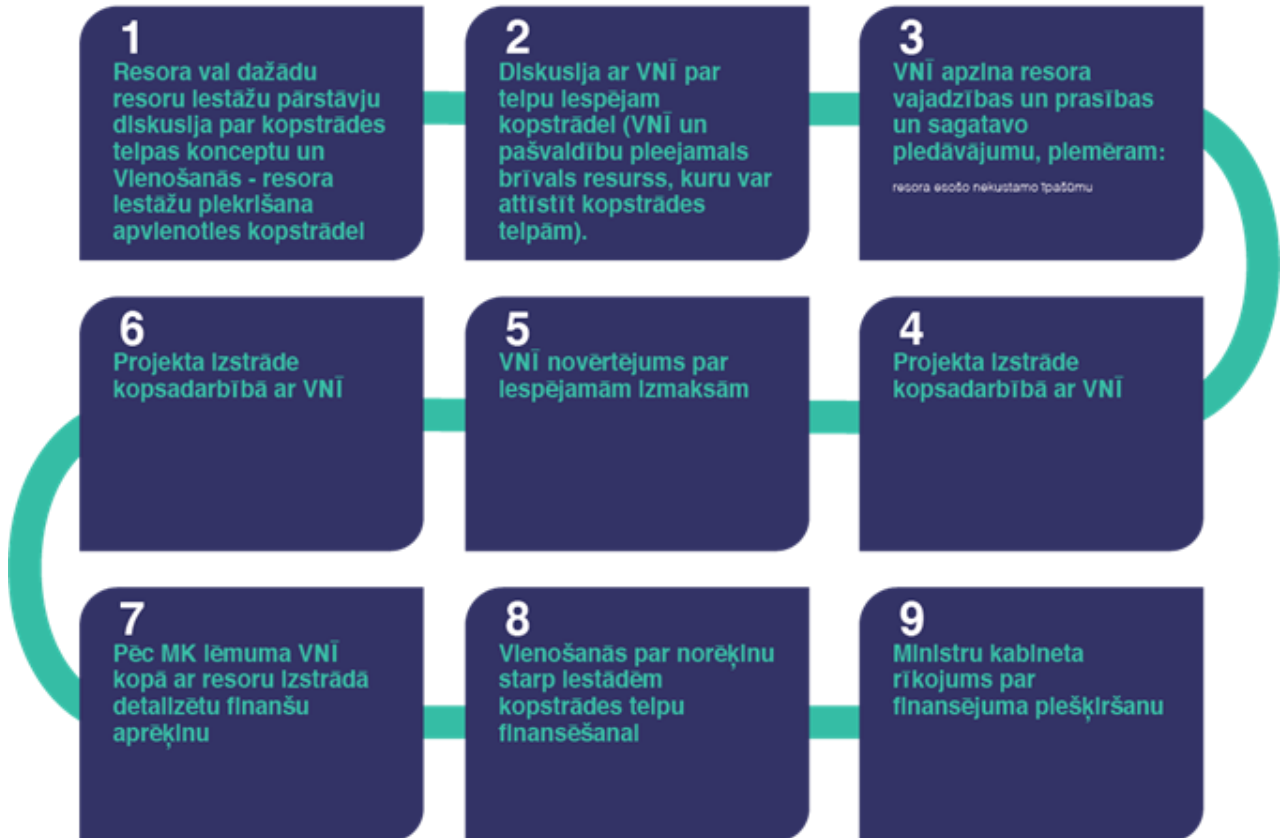 1
Resora vai dažādu
resoru iestāžu pārstāvju
diskusija par kopstrādes
telpas konceptu un
Vienošanās - resora
iestāžu piekrišana
apvienoties kopstrādei
2
Diskusija ar VNĪ par
telpu iespējam
kopstrādei (VNĪ un
pašvaldību pieejamais
brīvais resurss, kuru var
attīstīt kopstrādes
telpām).
3
VNĪ apzina resora
vajadzības un prasības
un sagatavo
piedāvājumu, piemēram:
resora esošo nekustamo īpašūmu
4
Projekta izstrāde
kopsadarbībā ar VNĪ
5
VNĪ novērtējums par
iespējamām izmaksām
6
Projekta izstrāde
kopsadarbībā ar VNĪ
7
Pēc MK lēmuma VNĪ
kopā ar resoru izstrādā
detalizētu finanšu
aprēķinu
8
Vienošanās par norēķinu
starp iestādēm
kopstrādes telpu
finansēšanai
9
Ministru kabineta
rīkojums par
finansējuma piešķiršanu